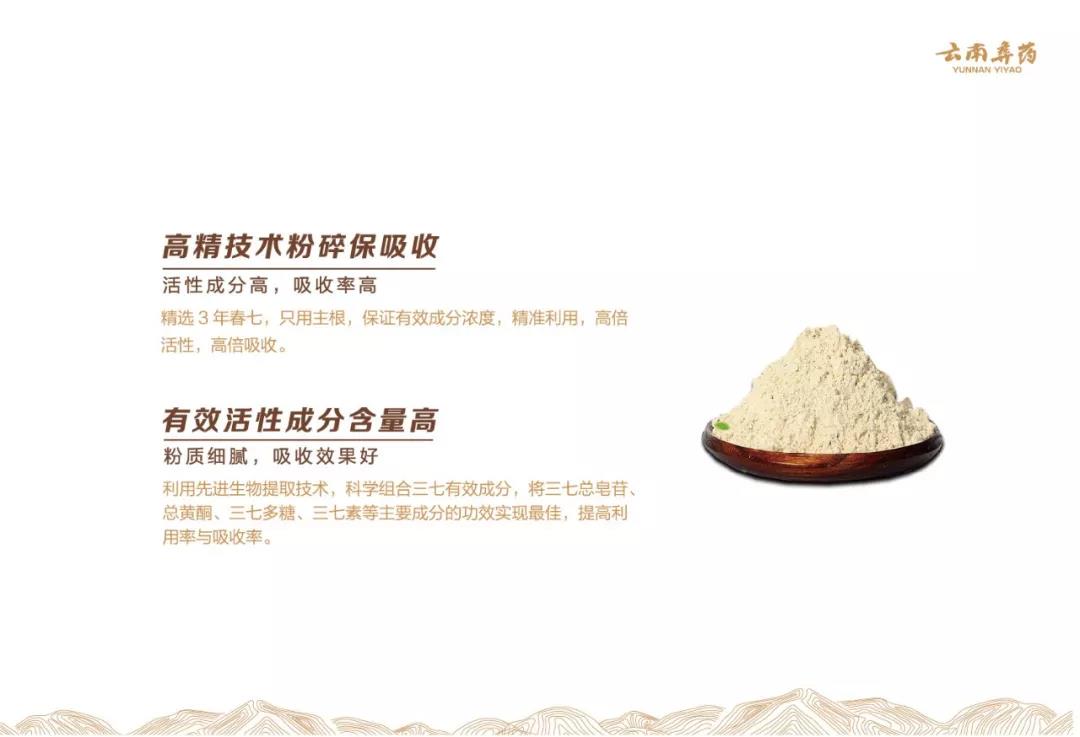 云南彝药
YUNNAN YIYAO
高精技术粉碎保吸收
活性成分高，吸收率高
精选 3 年春七，只用主根，保证有效成分浓度，精准利用，高倍
活性，高倍吸收。
有效活性成分含量高
粉质细腻，吸收效果好
利用先进生物提取技术，科学组合三七有效成分，将三七总皂苷、
总黄酮、三七多糖、三七素等主要成分的功效实现最佳，提高利
用率与吸收率。